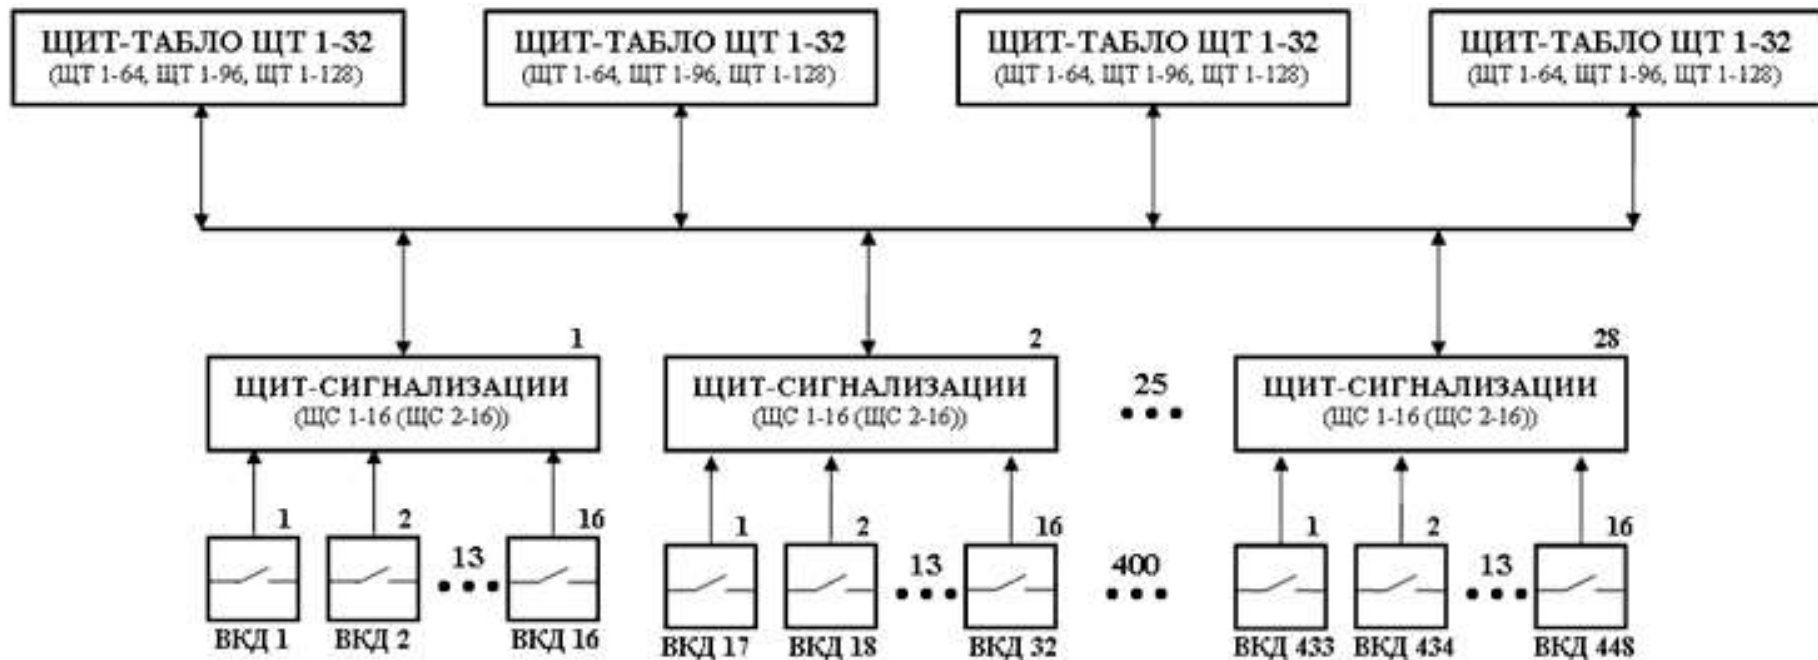 ЩИТ-ТАБЛО ЩТ 1-32
(ЩТ 1-64, ЩТ 1-96, ЩТ 1-128)
ЩИТ-ТАБЛО ЩТ 1-32
(ЩТ 1-64, ЩТ 1-96, ЩТ 1-128)
ЩИТ-ТАБЛО ЩТ 1-32
(ЩТ 1-64, ЩТ 1-96, ЩТ 1-128)
ЩИТ-ТАБЛО ЩТ 1-32
(ЩТ 1-64, ЩТ 1-96, ЩТ 1-128)
1
ЩИТ-СИГНАЛИЗАЦИИ
(ЩС 1-16 (ЩС 2-16))
2
ЩИТ-СИГНАЛИЗАЦИИ
(ЩС 1-16 (ЩС 2-16))
25
28
ЩИТ-СИГНАЛИЗАЦИИ
(ЩС 1-16 (ЩС 2-16))
1
2
13
16
1
2
13
16
400
1
2
13
16
ВКД 1
ВКД 2
ВКД 16
ВКД 17
ВКД 18
ВКД 32
ВКД 433
ВКД 434
ВКД 448